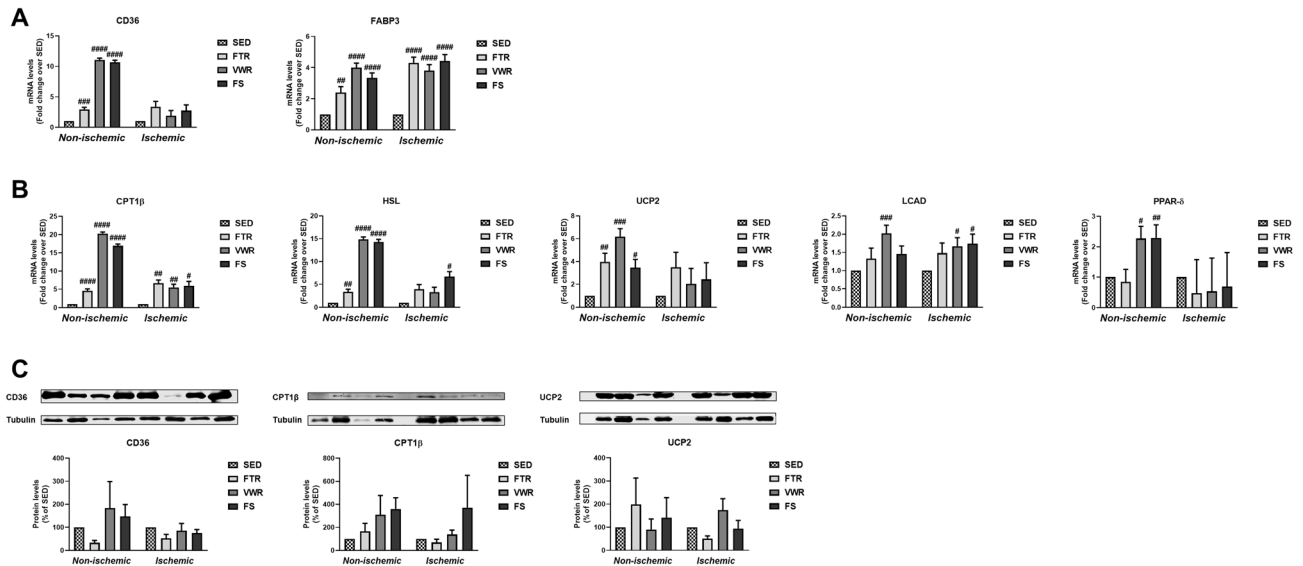 A
CD36
mRNA levels
(Fold change over SED)
15
10
5
0
###
####
####
Non-ischemic
Ischemic
SED
FTR
VWR
FS
FABP3
mRNA levels
(Fold change over SED)
6
4
2
0
##
####
####
####
####
####
Non-ischemic
Ischemic
SED
FTR
VWR
FS
B
CPT1β
mRNA levels
(Fold change over SED)
25
20
15
10
5
0
####
####
####
##
##
#
Non-ischemic
Ischemic
SED
FTR
VWR
FS
HSL
mRNA levels
(Fold change over SED)
20
15
10
5
0
##
####
####
#
Non-ischemic
Ischemic
SED
FTR
VWR
FS
UCP2
mRNA levels
(Fold change over SED)
8
6
4
2
0
##
###
#
Non-ischemic
Ischemic
SED
FTR
VWR
FS
LCAD
mRNA levels
(Fold change over SED)
2.5
2.0
1.5
1.0
0.5
0.0
###
#
#
Non-ischemic
Ischemic
SED
FTR
VWR
FS
PPAR-δ
mRNA levels
(Fold change over SED)
4
3
2
1
0
#
##
Non-ischemic
Ischemic
SED
FTR
VWR
FS
C
CD36
Tubulin
CPT1β
Tubulin
UCP2
Tubulin
CD36
Protein levels
(% of SED)
400
300
200
100
0
Non-ischemic
Ischemic
SED
FTR
VWR
FS
CPT1β
Protein levels
(% of SED)
800
600
400
200
0
Non-ischemic
Ischemic
SED
FTR
VWR
FS
UCP2
Protein levels
(% of SED)
400
300
200
100
0
Non-ischemic
Ischemic
SED
FTR
VWR
FS